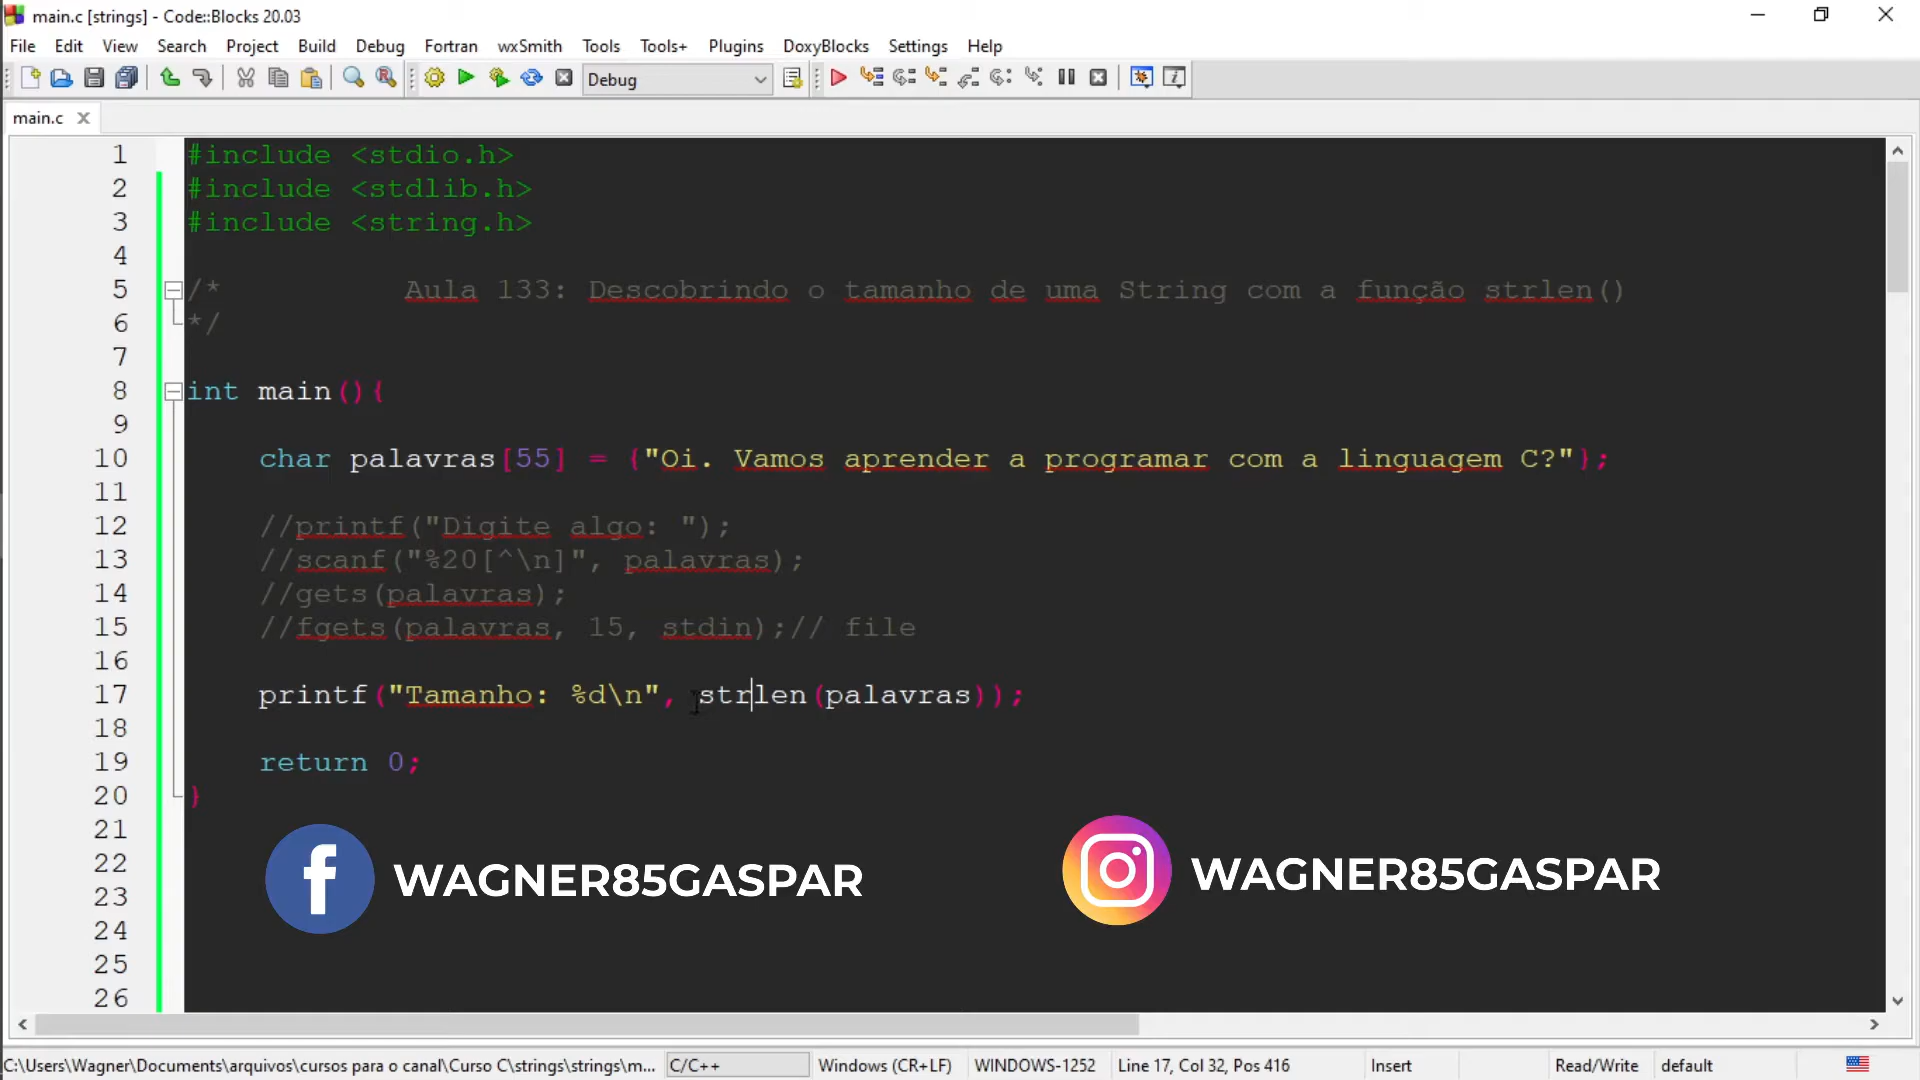 main.c [strings] - Code::Blocks 20.03
File Edit View Search Project Build Debug Fortran wxSmith Tools Tools+ Plugins DoxyBlocks Settings Help
Debug
main.c
1 #include <stdio.h>
2 #include <stdlib.h>
3 #include <string.h>
4
5 /* Aula 133: Descobrindo o tamanho de uma String com a função strlen()
6 */
7
8 int main(){
9
10 char palavras[55] = {"Oi. Vamos aprender a programar com a linguagem C?"};
11
12 //printf("Digite algo: ");
13 //scanf("%20[^\n]", palavras);
14 //gets(palavras);
15 //fgets(palavras, 15, stdin);// file
16
17 printf("Tamanho: %d\n", strlen(palavras));
18
19 return 0;
20 }
21
22
23
24
25
26
WAGNER85GASPAR WAGNER85GASPAR
C:\Users\Wagner\Documents\arquivos\cursos para o canal\Curso C\strings\strings\m... C/C++ Windows (CR+LF) WINDOWS-1252 Line 17, Col 32, Pos 416 Insert Read/Write default